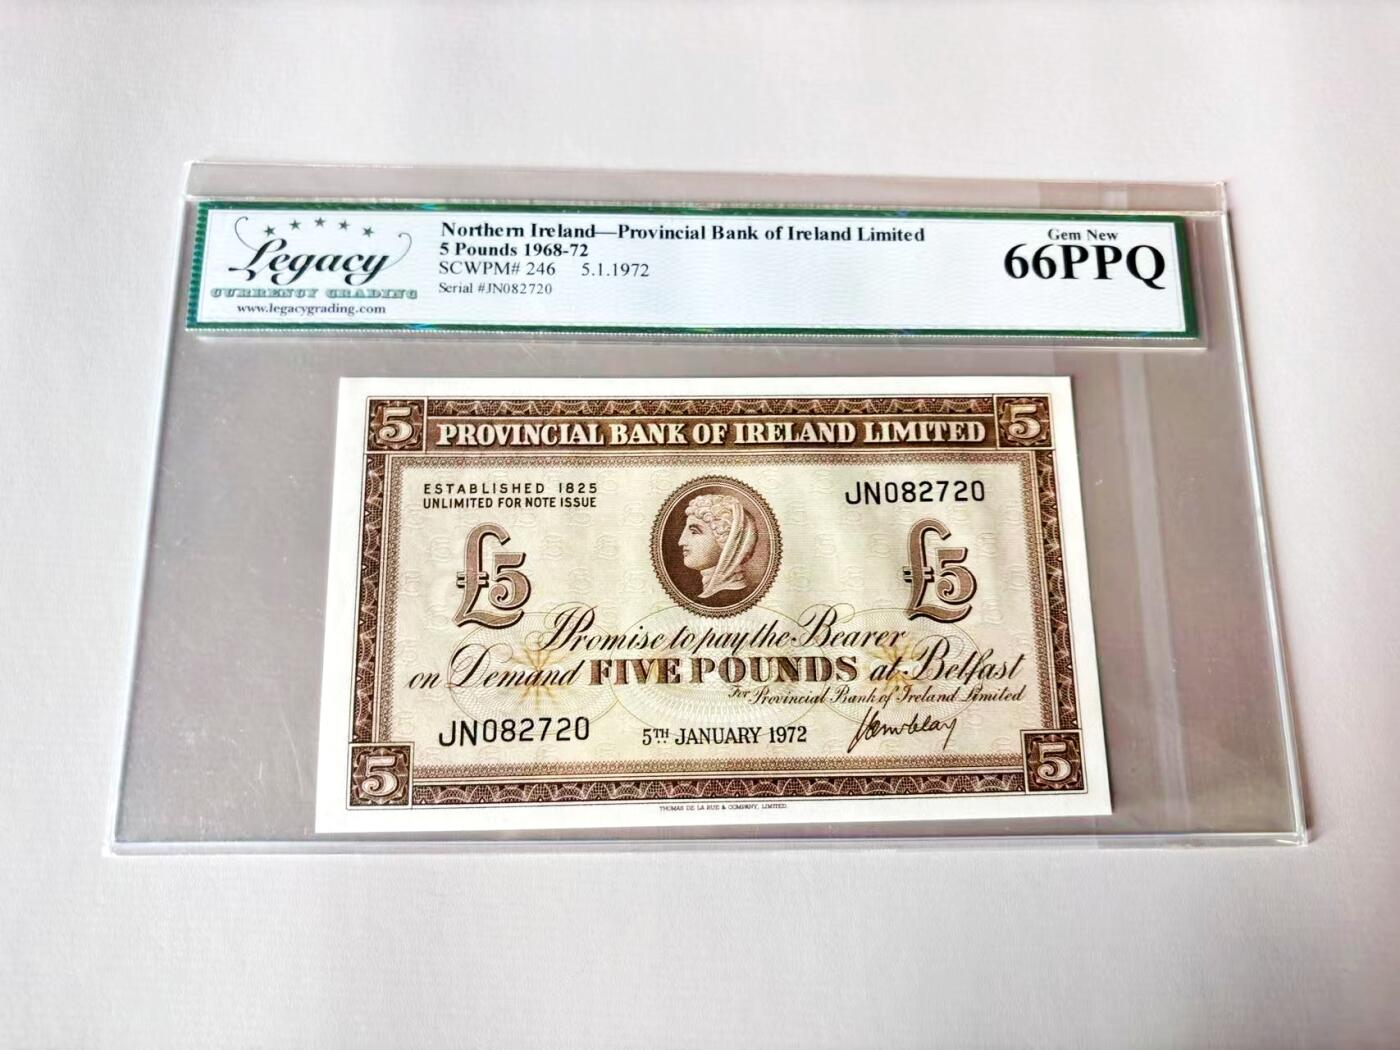 Legacy
CURRENCY GRADING
www.legacygrading.com
Northern Ireland—Provincial Bank of Ireland Limited
5 Pounds 1968-72
SCWPM# 246 5.1.1972
Serial #JN082720
Gem New
66PPQ
5 PROVINCIAL BANK OF IRELAND LIMITED 5
ESTABLISHED 1825
UNLIMITED FOR NOTE ISSUE
JN082720
£5 £5
I Promise to pay the Bearer
on Demand FIVE POUNDS at Belfast
For Provincial Bank of Ireland Limited
JN082720 5TH JANUARY 1972
5 5
THOMAS DE LA RUE & COMPANY, LIMITED.